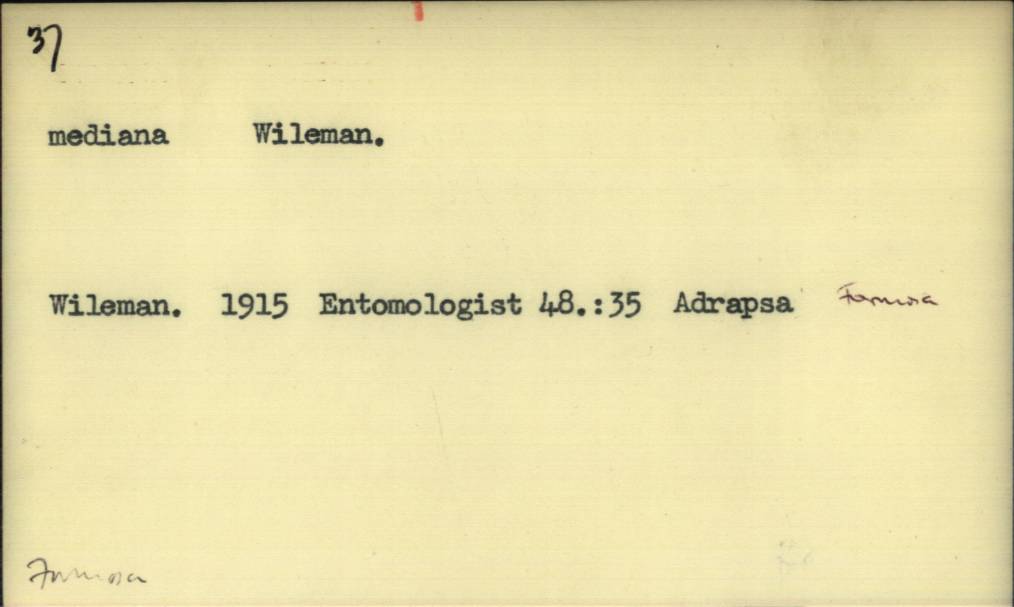 37
mediana Wileman.
Wileman. 1915 Entomologist 48.:35 Adrapsa Formosa
Formosa